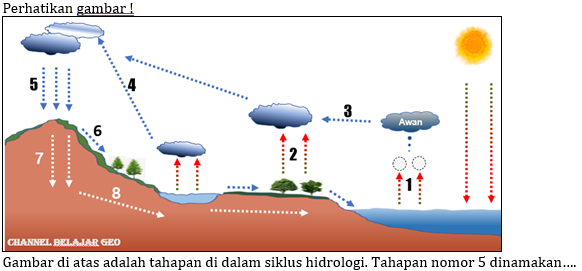 Perhatikan gambar !
5
4
3
Awan
6
2
1
7
8
CHANNEL BELAJAR GEO
Gambar di atas adalah tahapan di dalam siklus hidrologi. Tahapan nomor 5 dinamakan....